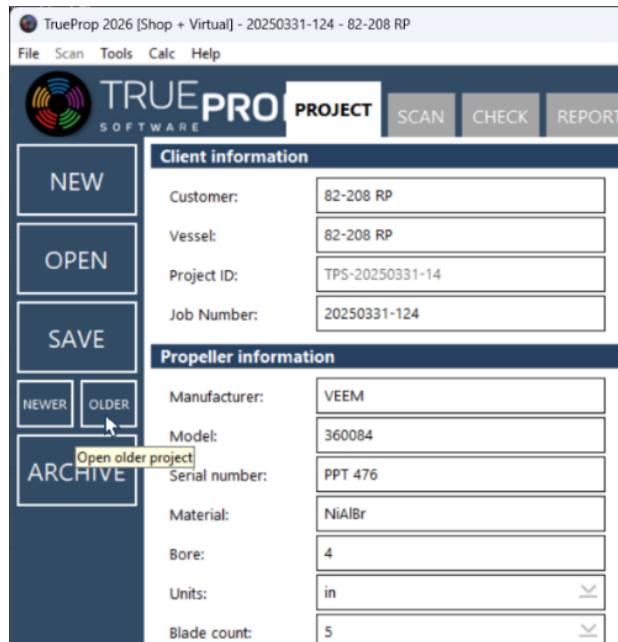 TrueProp 2026 [Shop + Virtual] - 20250331-124 - 82-208 RP
File Scan Tools Calc Help
TRUEPROP
SOFTWARE
PROJECT SCAN CHECK REPORT
NEW
OPEN
SAVE
NEWER OLDER
Open older project
ARCHIVE
Client information
Customer: 82-208 RP
Vessel: 82-208 RP
Project ID: TPS-20250331-14
Job Number: 20250331-124
Propeller information
Manufacturer: VEEM
Model: 360084
Serial number: PPT 476
Material: NiAlBr
Bore: 4
Units: in
Blade count: 5